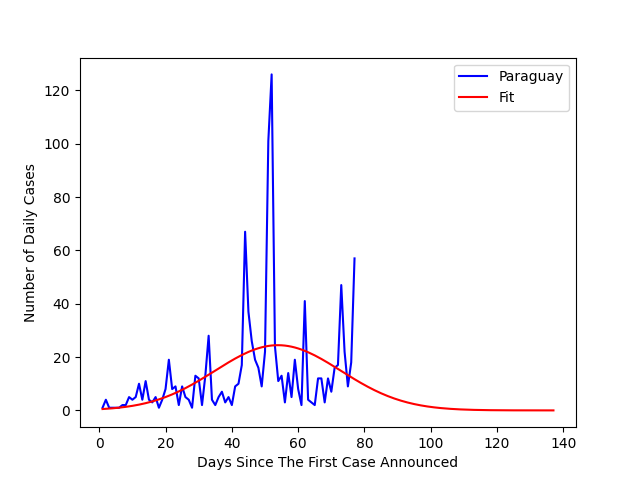 Paraguay
Fit
Number of Daily Cases
120
100
80
60
40
20
0
0 20 40 60 80 100 120 140
Days Since The First Case Announced